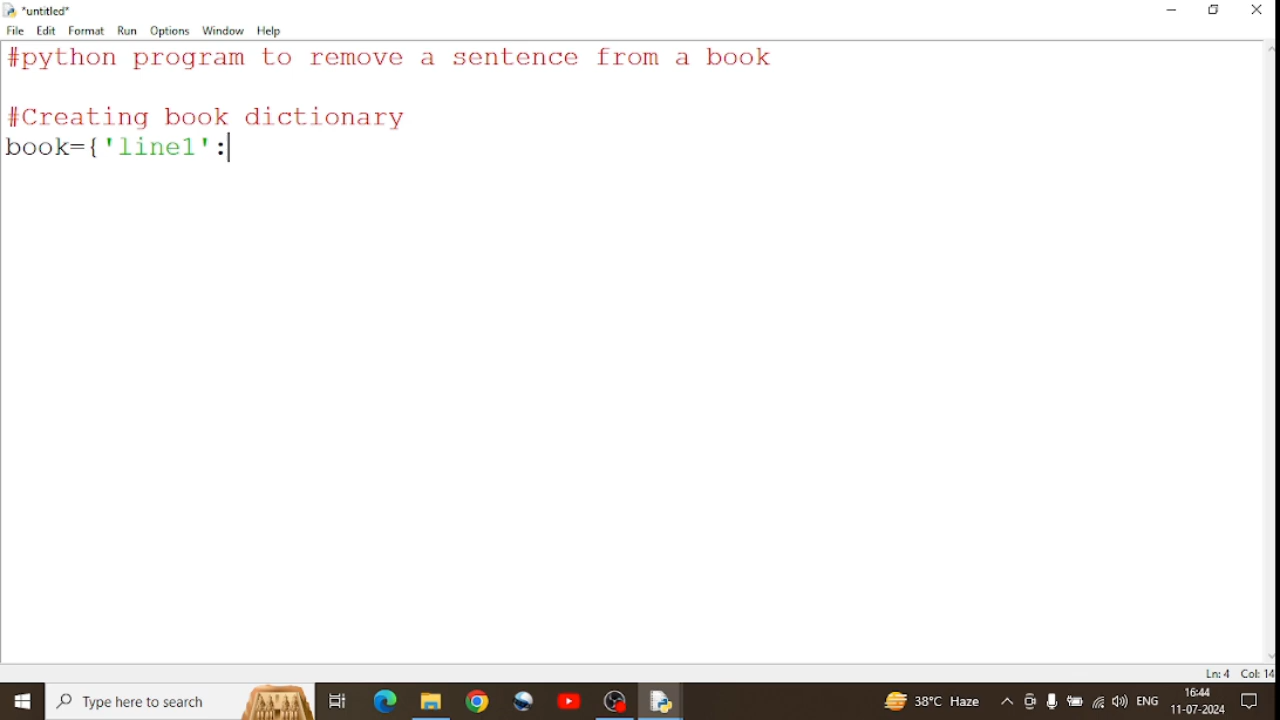 *untitled*
File Edit Format Run Options Window Help
#python program to remove a sentence from a book
#Creating book dictionary
book={'line1':
Ln: 4 Col: 14
Type here to search
38°C Haze
ENG
16:44
11-07-2024